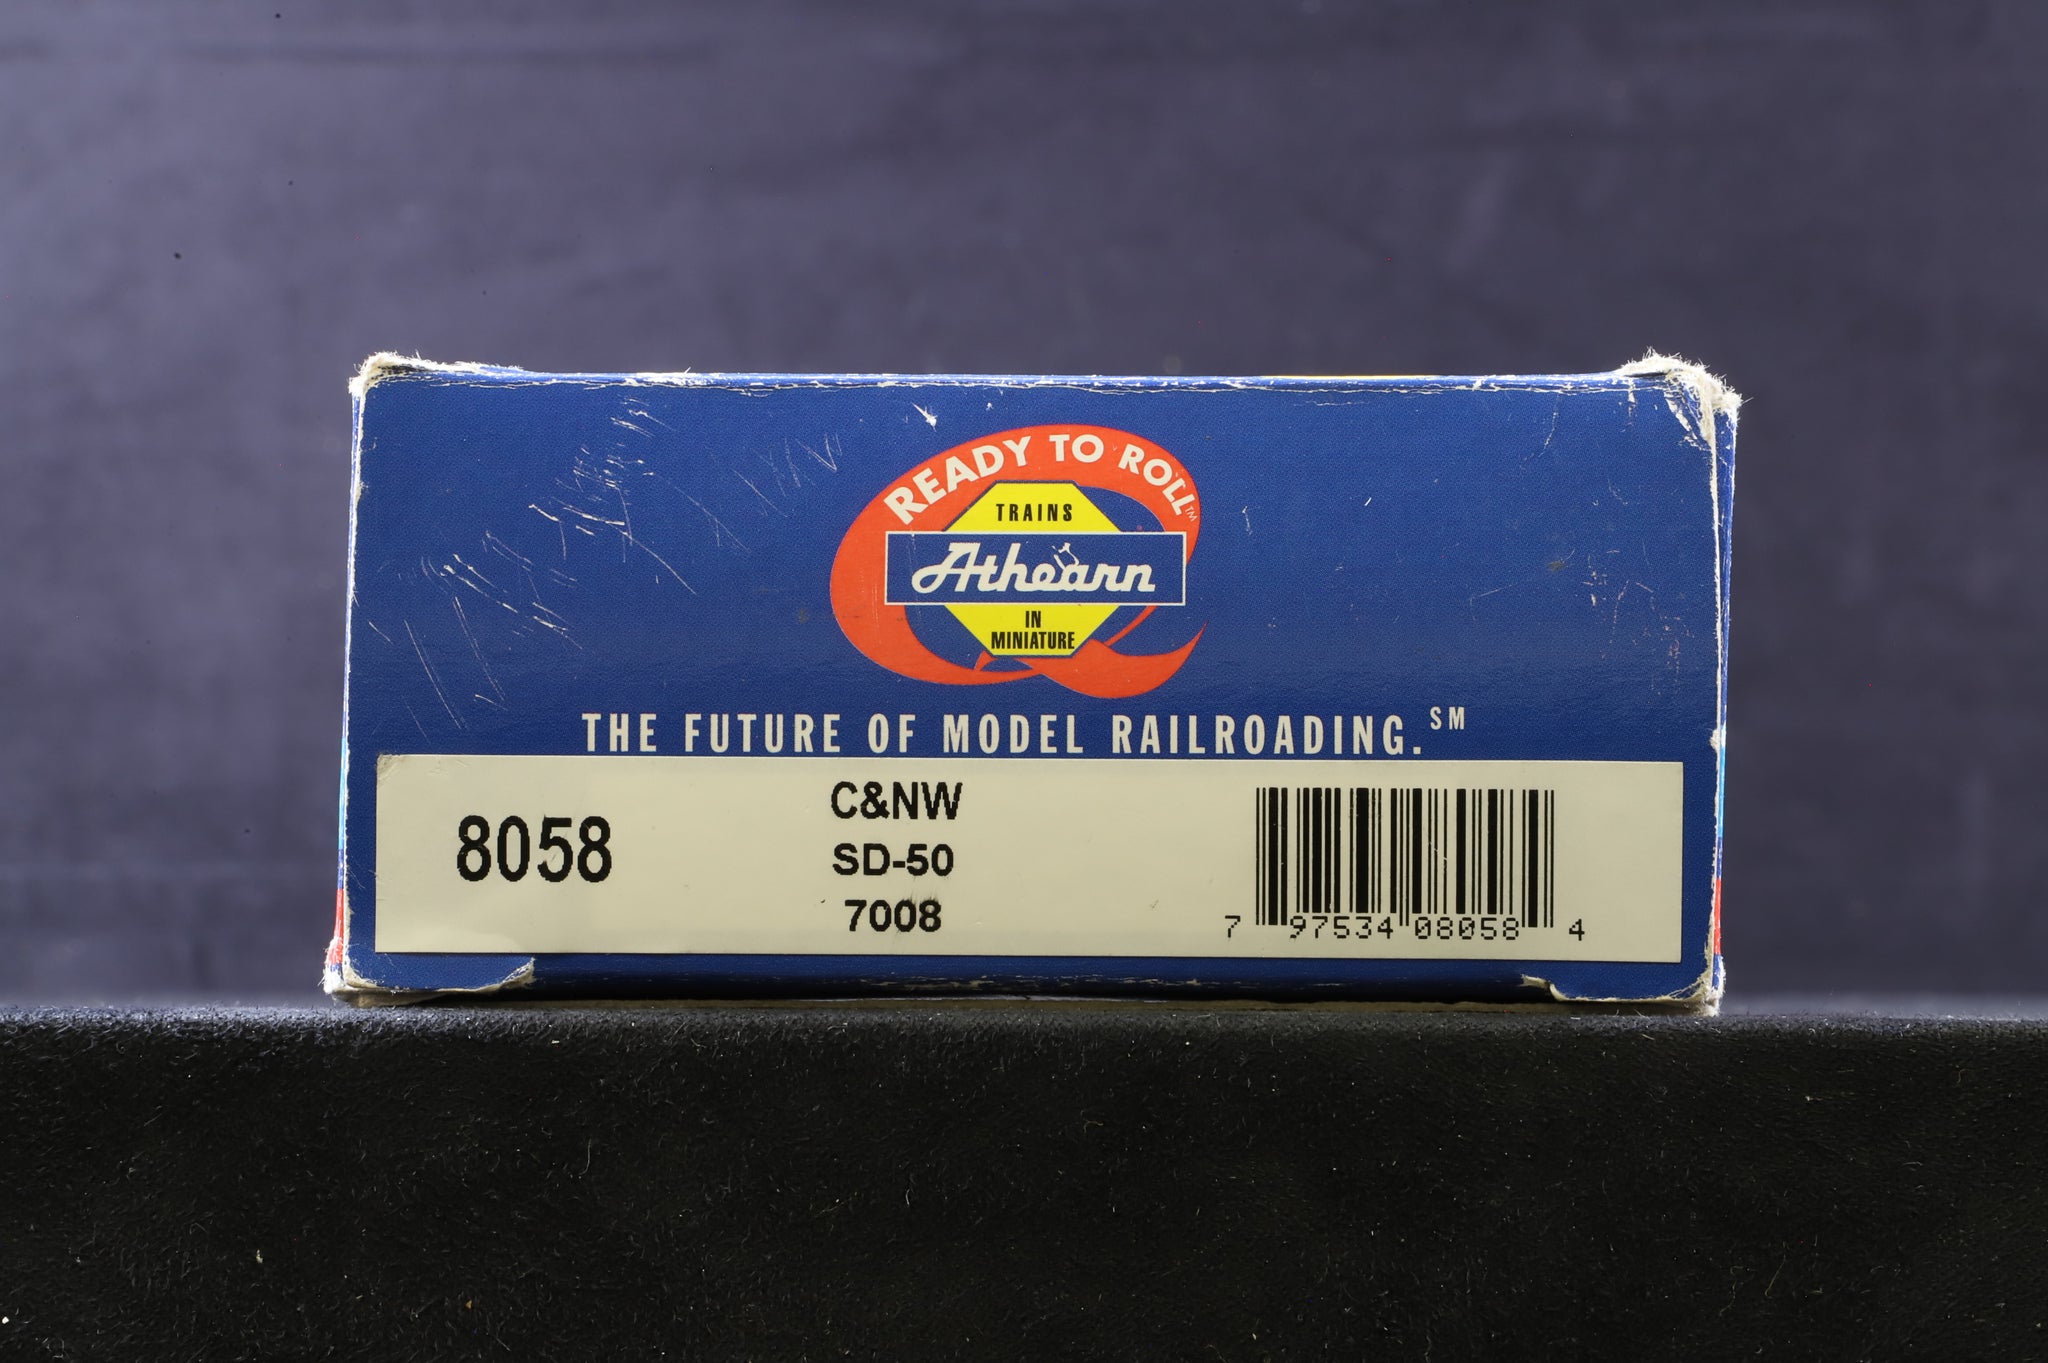 READY TO ROLL™
TRAINS
Athearn
IN
MINIATURE
THE FUTURE OF MODEL RAILROADING.℠
8058
C&NW
SD-50
7008
7 97534 08058 4